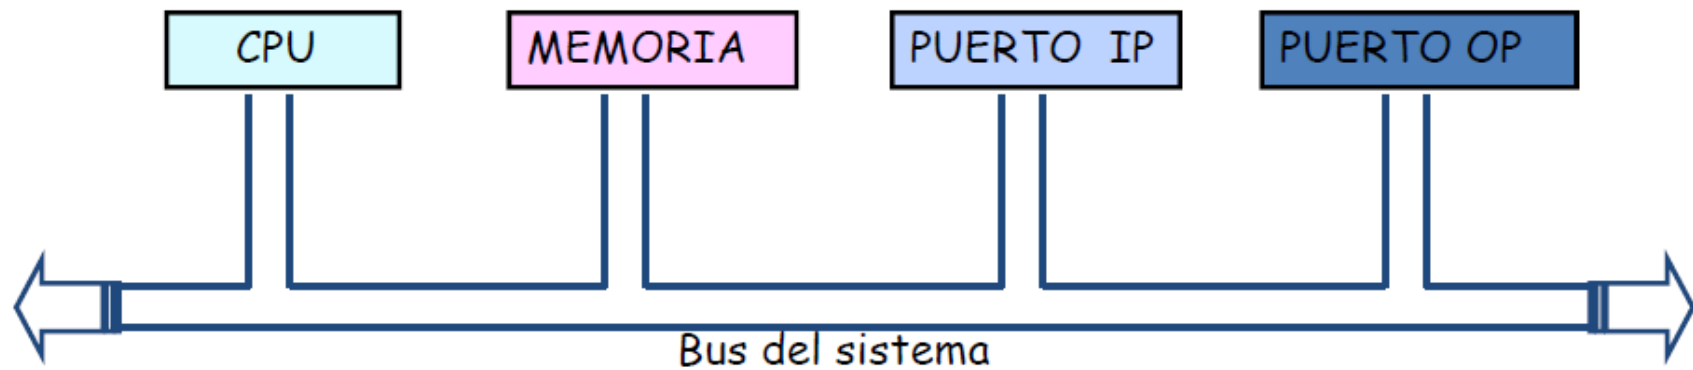 CPU
MEMORIA
PUERTO IP
PUERTO OP
Bus del sistema